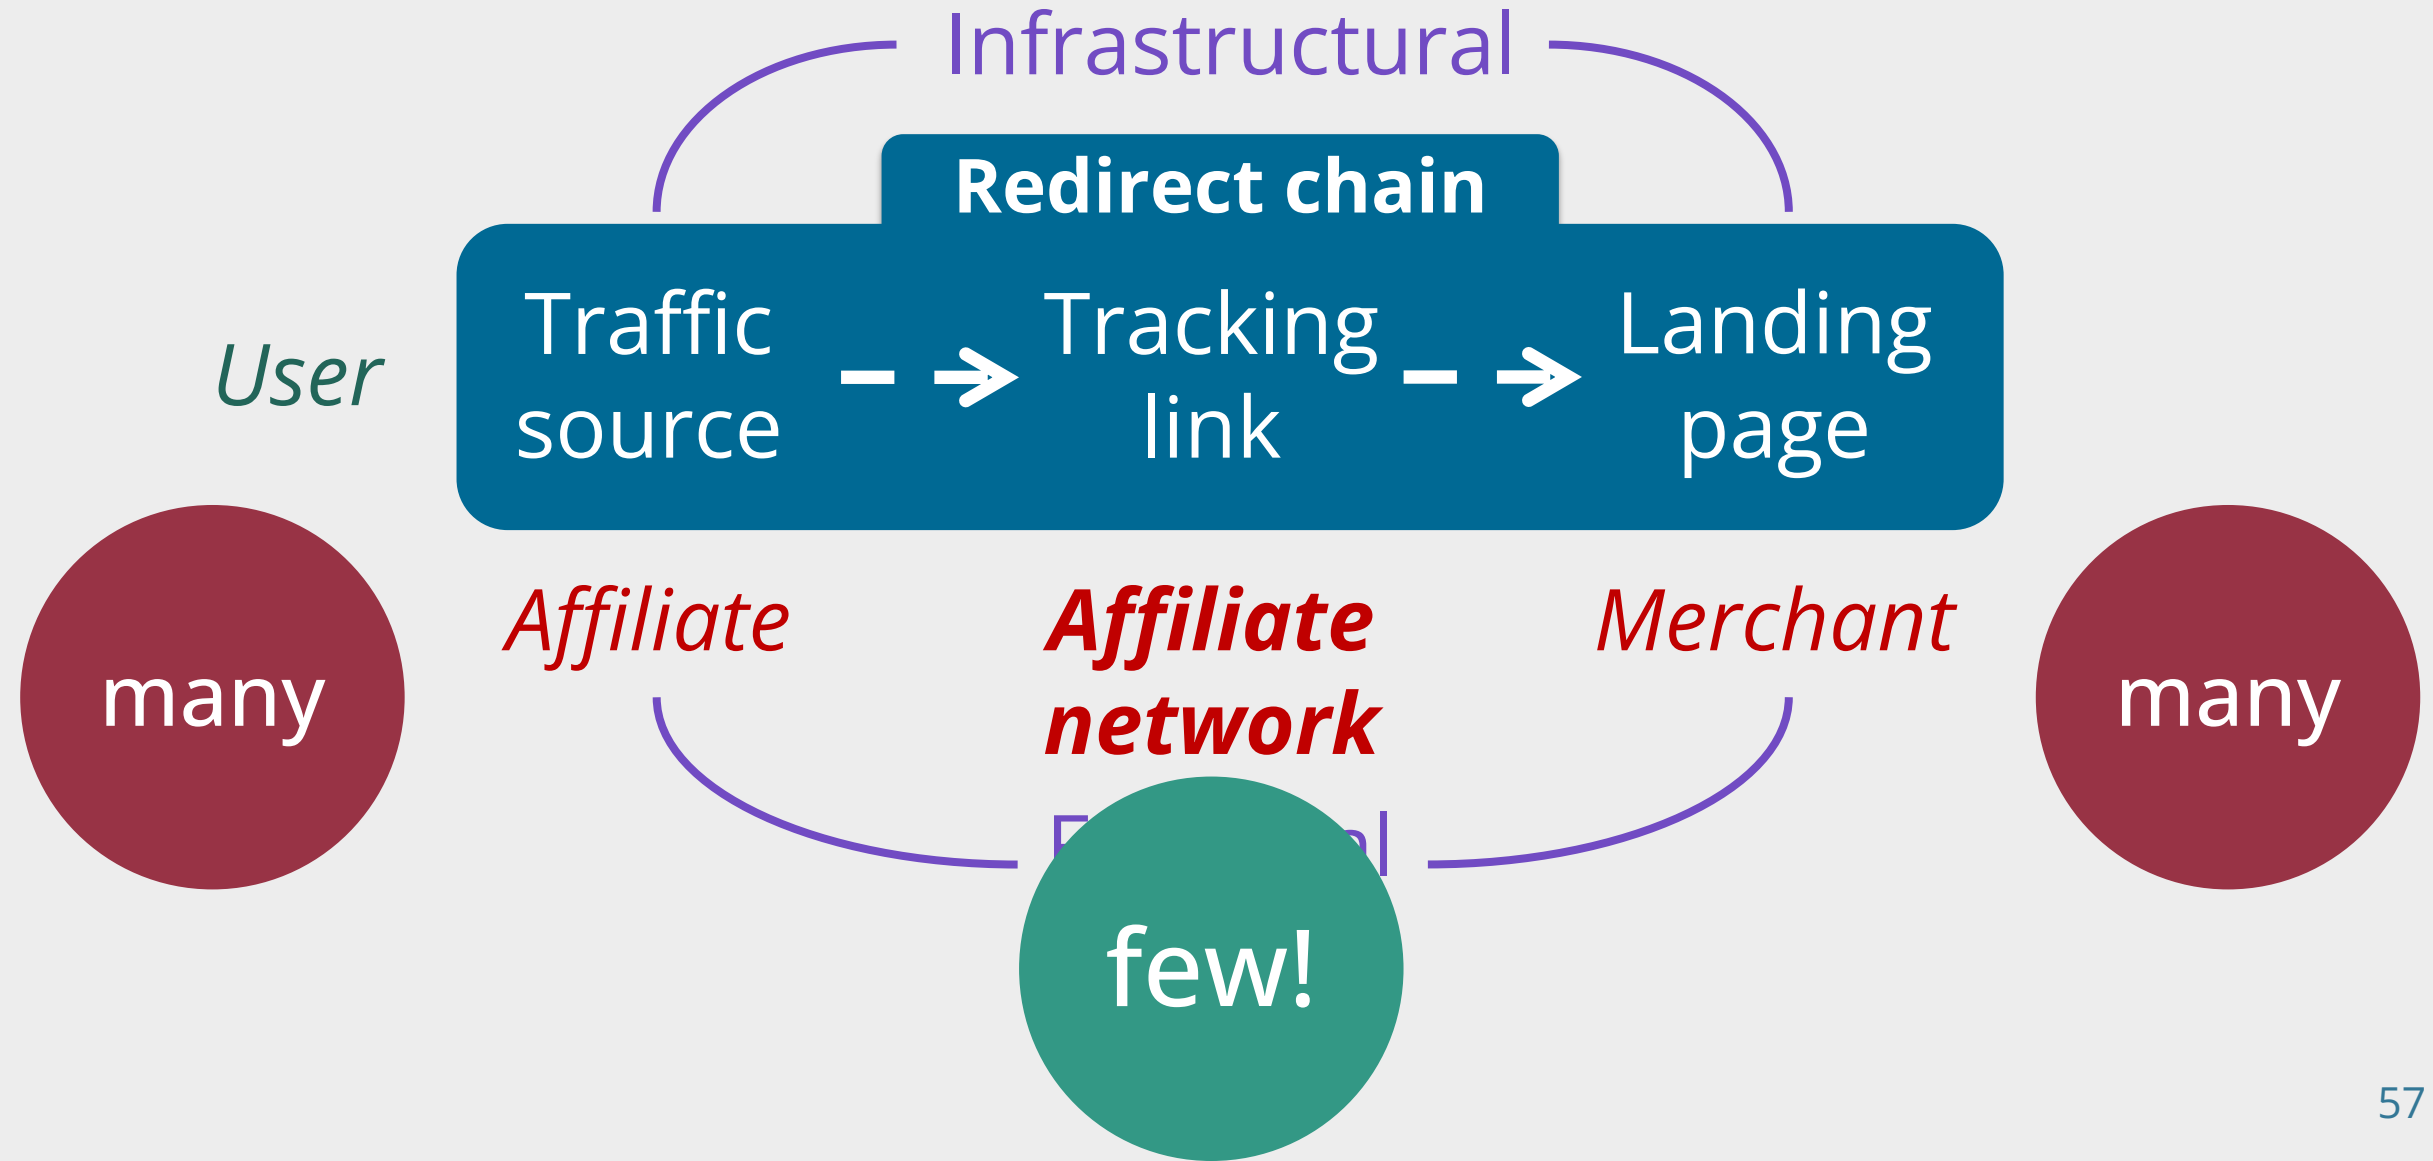 Infrastructural
Redirect chain
User
Traffic
source
Tracking
link
Landing
page
Affiliate
Affiliate
network
Merchant
many
many
few!
57